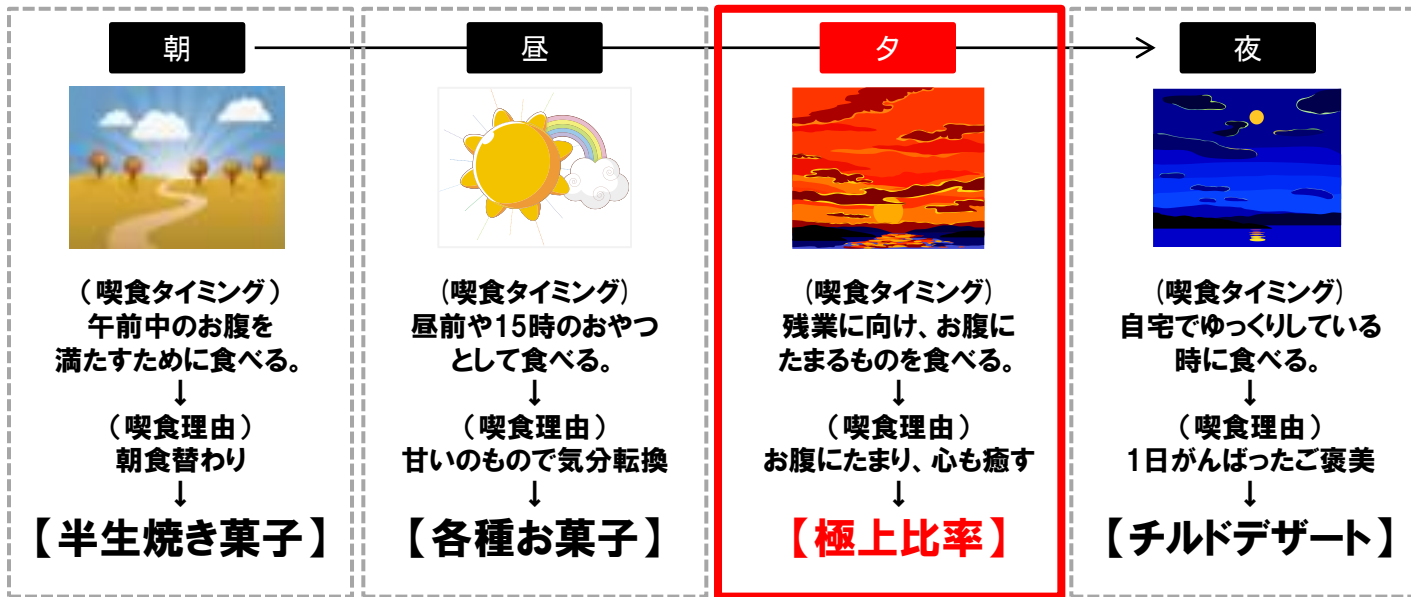 朝
(喫食タイミング)
午前中のお腹を
満たすために食べる。
↓
(喫食理由)
朝食替わり
↓
【半生焼き菓子】
昼
(喫食タイミング)
昼前や15時のおやつ
として食べる。
↓
(喫食理由)
甘いのもので気分転換
↓
【各種お菓子】
夕
(喫食タイミング)
残業に向け、お腹に
たまるものを食べる。
↓
(喫食理由)
お腹にたまり、心も癒す
↓
【極上比率】
夜
(喫食タイミング)
自宅でゆっくりしている
時に食べる。
↓
(喫食理由)
1日がんばったご褒美
↓
【チルドデザート】